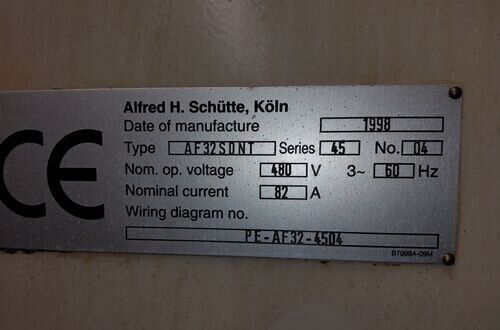 CE
Alfred H. Schütte, Köln
Date of manufacture 1998
Type AF32SDNT Series 45 No. 04
Nom. op. voltage 480 V 3~ 60 Hz
Nominal current 82 A
Wiring diagram no.
PE-AF32-4504
B7999A-09M